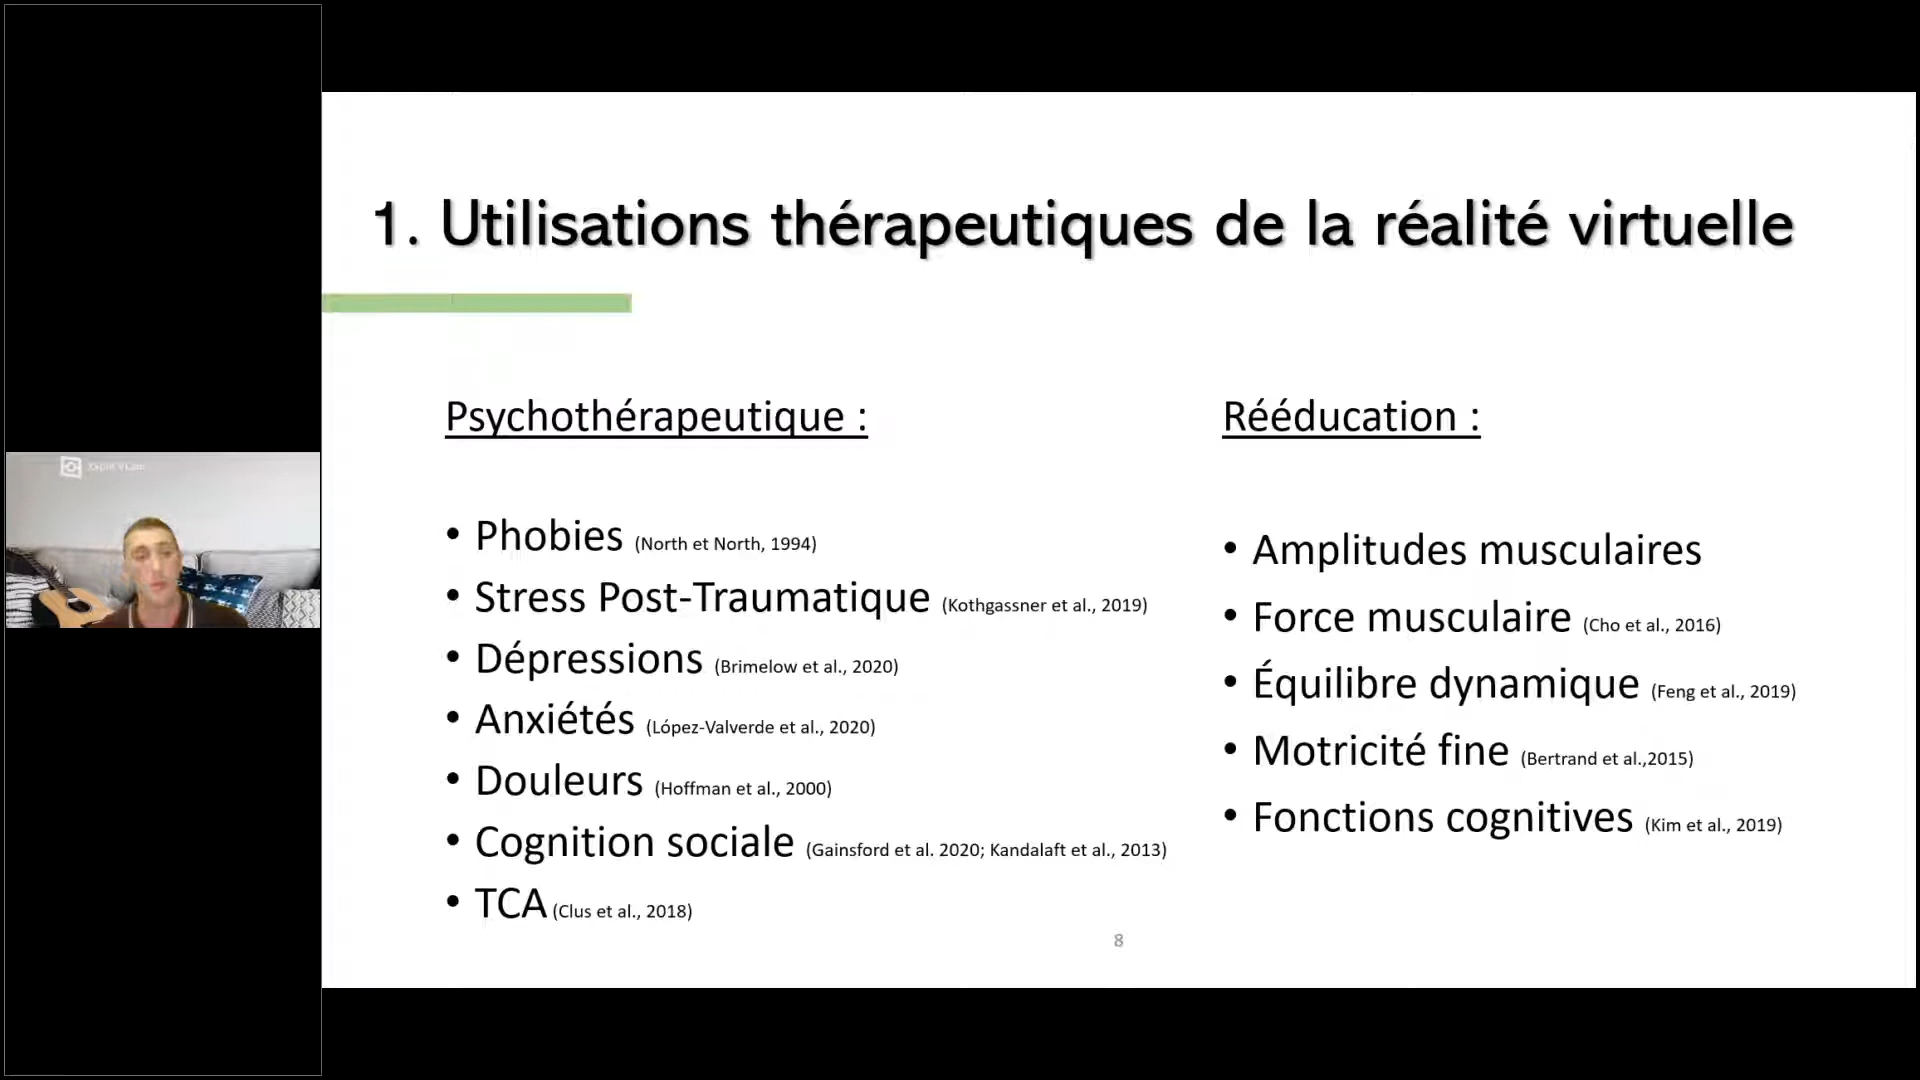 1. Utilisations thérapeutiques de la réalité virtuelle
Psychothérapeutique :
• Phobies (North et North, 1994)
• Stress Post-Traumatique (Kothgassner et al., 2019)
• Dépressions (Brimelow et al., 2020)
• Anxiétés (López-Valverde et al., 2020)
• Douleurs (Hoffman et al., 2000)
• Cognition sociale (Gainsford et al. 2020; Kandalaft et al., 2013)
• TCA (Clus et al., 2018)
Rééducation :
• Amplitudes musculaires
• Force musculaire (Cho et al., 2016)
• Équilibre dynamique (Feng et al., 2019)
• Motricité fine (Bertrand et al.,2015)
• Fonctions cognitives (Kim et al., 2019)
8